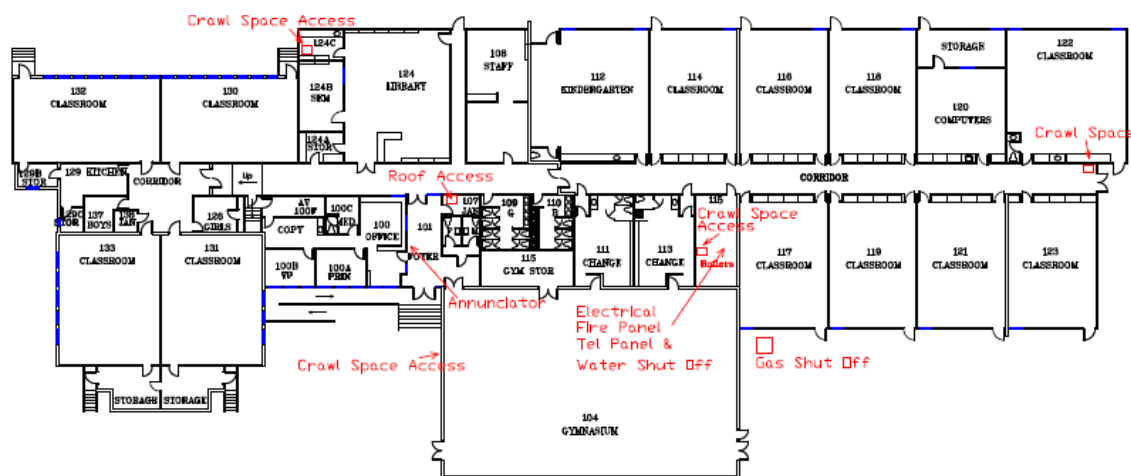 Crawl Space Access
124C
108
STAFF
STORAGE
122
CLASSROOM
132
CLASSROOM
130
CLASSROOM
124B
SEM
124
LIBRARY
112
KINDERGARTEN
114
CLASSROOM
116
CLASSROOM
118
CLASSROOM
120
COMPUTERS
124A
STOR
Crawl Space
129B
STOR
129 KITCHEN
CORRIDOR
Up
Roof Access
CORRIDOR
129C
STOR
137
BOYS
JAN
126
GIRLS
AV
100F
COPY
100C
MED
100
OFFICE
101
FOYER
107
JAN
109
G
110
B
115
Crawl Space
Access
Boilers
133
CLASSROOM
131
CLASSROOM
100B
VP
100A
PRIN
115
GYM STOR
111
CHANGE
113
CHANGE
117
CLASSROOM
119
CLASSROOM
121
CLASSROOM
123
CLASSROOM
Annunciator
Electrical
Fire Panel
Tel Panel &
Water Shut Off
Gas Shut Off
Crawl Space Access
STORAGE
STORAGE
104
GYMNASIUM